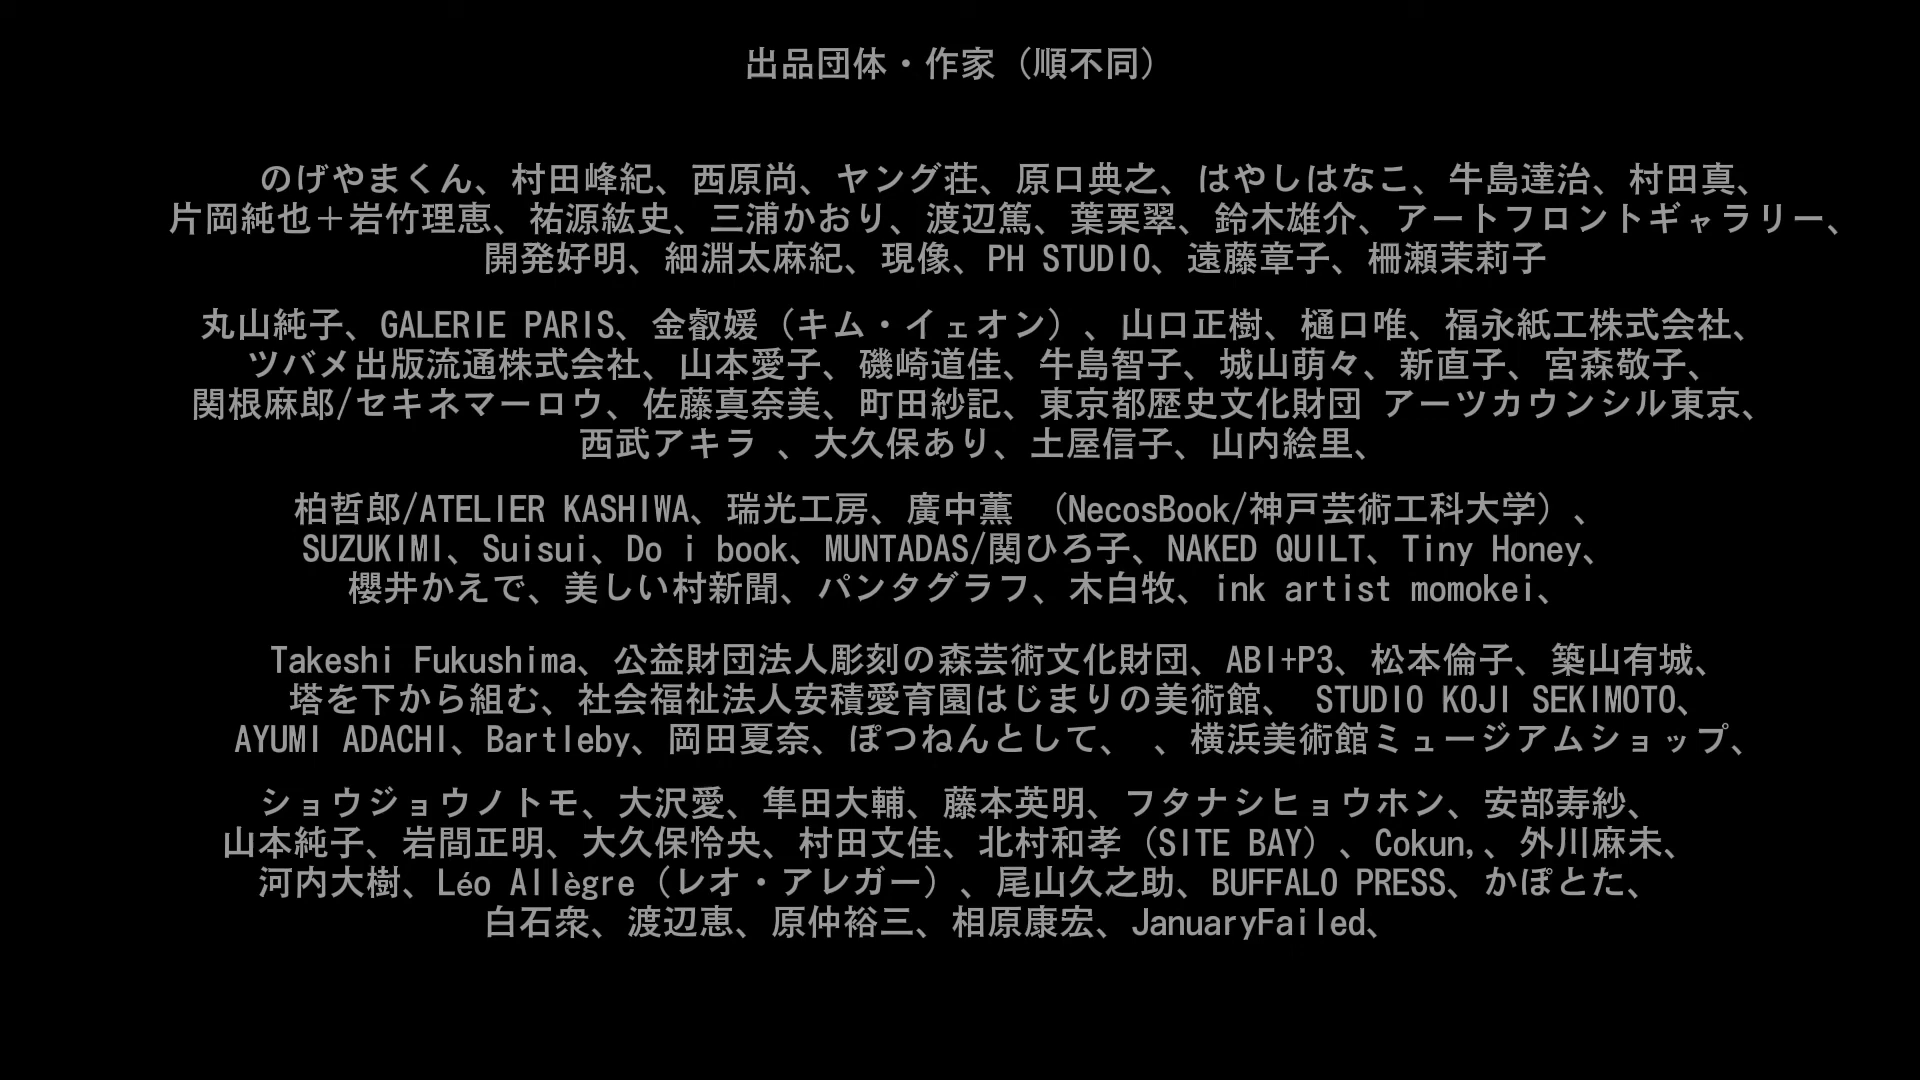 出品団体・作家（順不同）
のげやまくん、村田峰紀、西原尚、ヤング荘、原口典之、はやしはなこ、牛島達治、村田真、
片岡純也＋岩竹理恵、祐源紘史、三浦かおり、渡辺篤、葉栗翠、鈴木雄介、アートフロントギャラリー、
開発好明、細淵太麻紀、現像、PH STUDIO、遠藤章子、柵瀬茉莉子
丸山純子、GALERIE PARIS、金叡媛（キム・イェオン）、山口正樹、樋口唯、福永紙工株式会社、
ツバメ出版流通株式会社、山本愛子、磯崎道佳、牛島智子、城山萌々、新直子、宮森敬子、
関根麻郎/セキネマーロウ、佐藤真奈美、町田紗記、東京都歴史文化財団 アーツカウンシル東京、
西武アキラ 、大久保あり、土屋信子、山内絵里、
柏哲郎/ATELIER KASHIWA、瑞光工房、廣中薫 （NecosBook/神戸芸術工科大学）、
SUZUKIMI、Suisui、Do i book、MUNTADAS/関ひろ子、NAKED QUILT、Tiny Honey、
櫻井かえで、美しい村新聞、パンタグラフ、木白牧、ink artist momokei、
Takeshi Fukushima、公益財団法人彫刻の森芸術文化財団、ABI+P3、松本倫子、築山有城、
塔を下から組む、社会福祉法人安積愛育園はじまりの美術館、 STUDIO KOJI SEKIMOTO、
AYUMI ADACHI、Bartleby、岡田夏奈、ぽつねんとして、 、横浜美術館ミュージアムショップ、
ショウジョウノトモ、大沢愛、隼田大輔、藤本英明、フタナシヒョウホン、安部寿紗、
山本純子、岩間正明、大久保怜央、村田文佳、北村和孝（SITE BAY）、Cokun,、外川麻未、
河内大樹、Léo Allègre（レオ・アレガー）、尾山久之助、BUFFALO PRESS、かぽとた、
白石衆、渡辺恵、原仲裕三、相原康宏、JanuaryFailed、